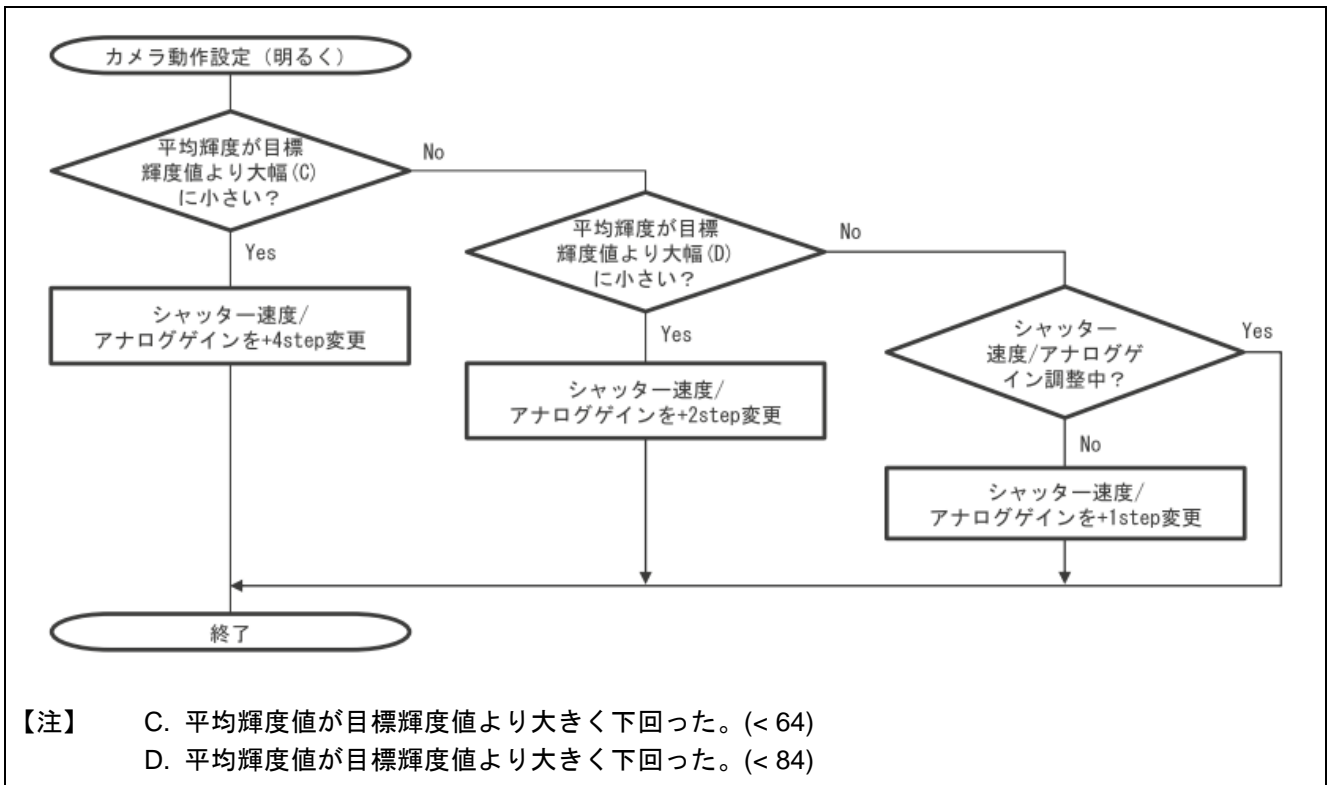 カメラ動作設定（明るく）
平均輝度が目標
輝度値より大幅(C)
に小さい？
No
Yes
シャッター速度/
アナログゲインを+4step変更
平均輝度が目標
輝度値より大幅(D)
に小さい？
No
Yes
シャッター速度/
アナログゲインを+2step変更
シャッター
速度/アナログゲ
イン調整中？
Yes
No
シャッター速度/
アナログゲインを+1step変更
終了
【注】 C. 平均輝度値が目標輝度値より大きく下回った。(< 64)
D. 平均輝度値が目標輝度値より大きく下回った。(< 84)